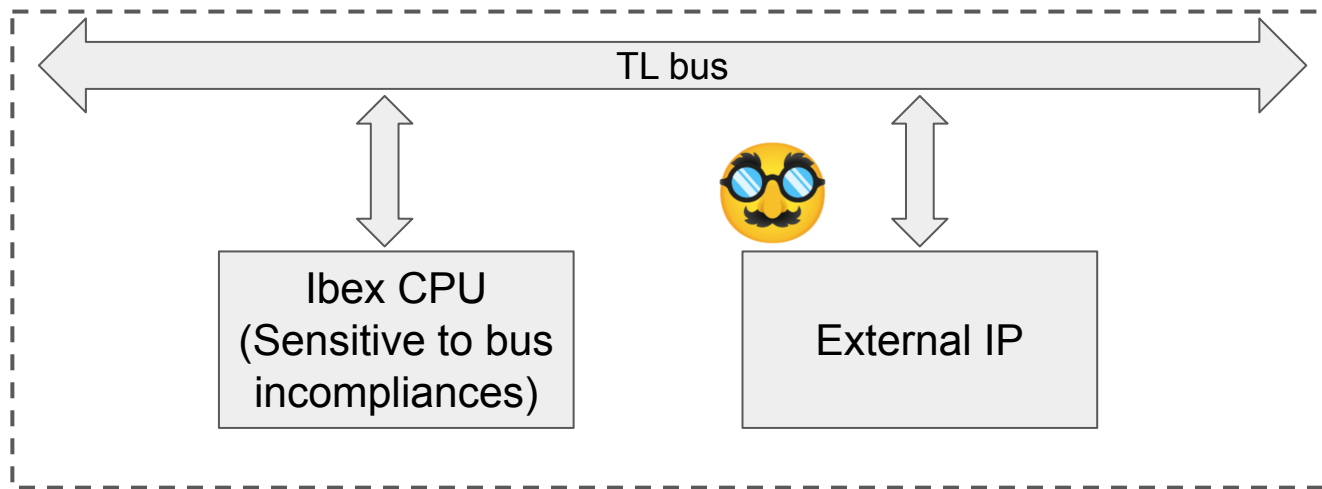 TL bus
Ibex CPU
(Sensitive to bus
incompliances)
External IP